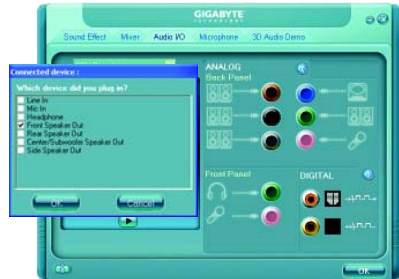 GIGABYTE
TECHNOLOGY
Sound Effect Mixer Audio I/O Microphone 3D Audio Demo
Connected device :
Which device did you plug in?
Line In
Mic In
Headphone
Front Speaker Out
Rear Speaker Out
Center/Subwoofer Speaker Out
Side Speaker Out
OK
Cancel
ANALOG
Back Panel
Front Panel
DIGITAL
OK